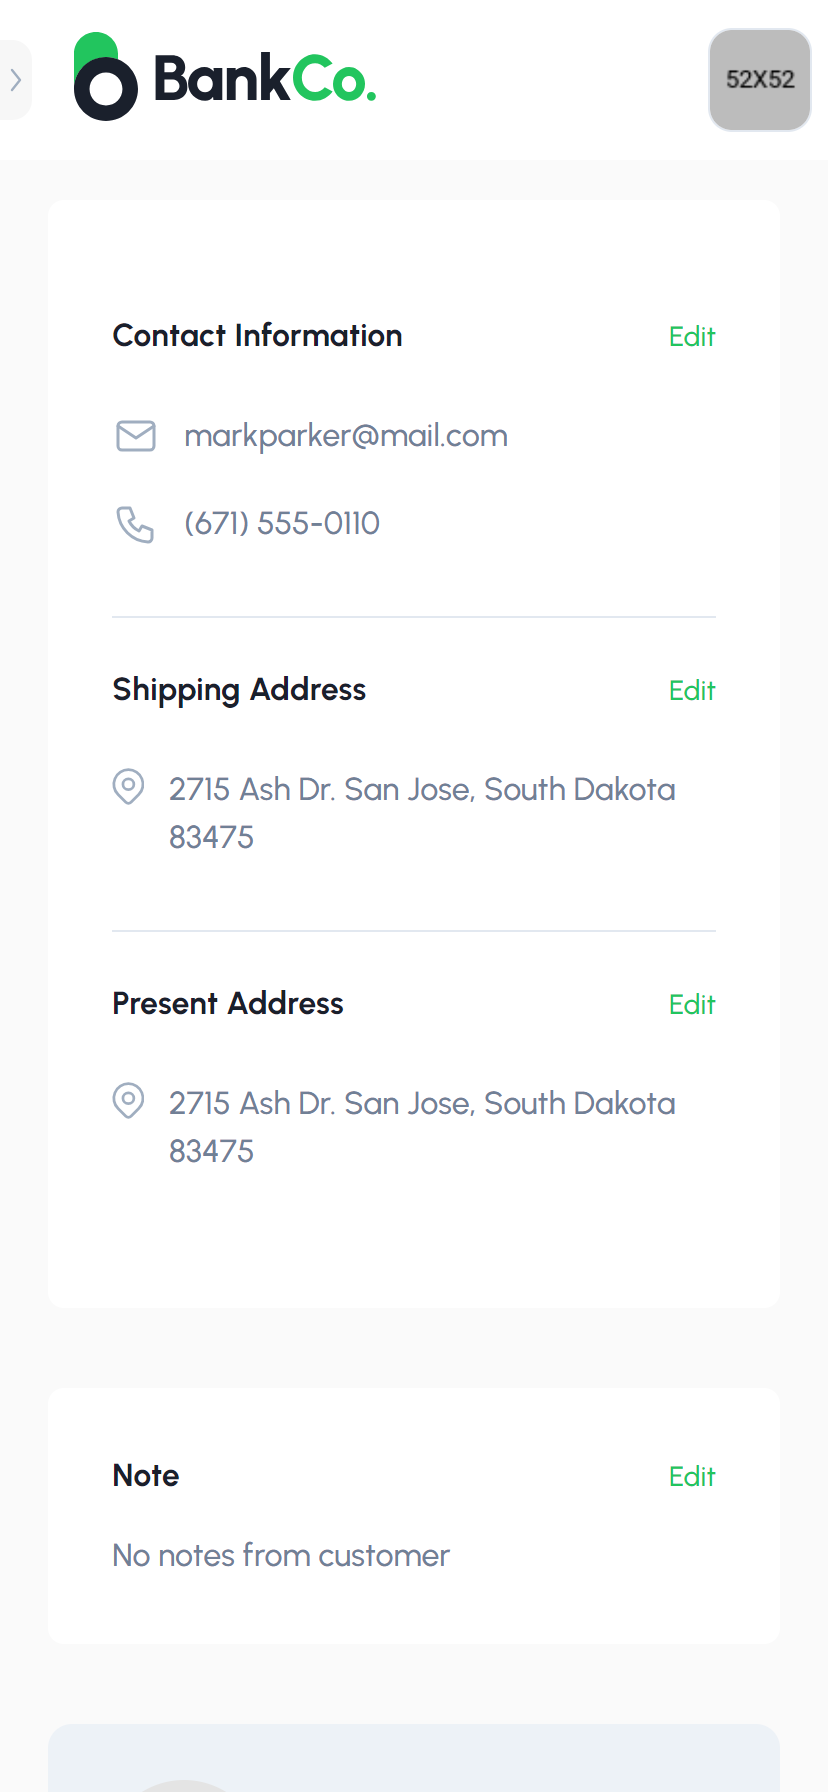 BankCo.
52X52
Contact Information
Edit
markparker@mail.com
(671) 555-0110
Shipping Address
Edit
2715 Ash Dr. San Jose, South Dakota
83475
Present Address
Edit
2715 Ash Dr. San Jose, South Dakota
83475
Note
Edit
No notes from customer